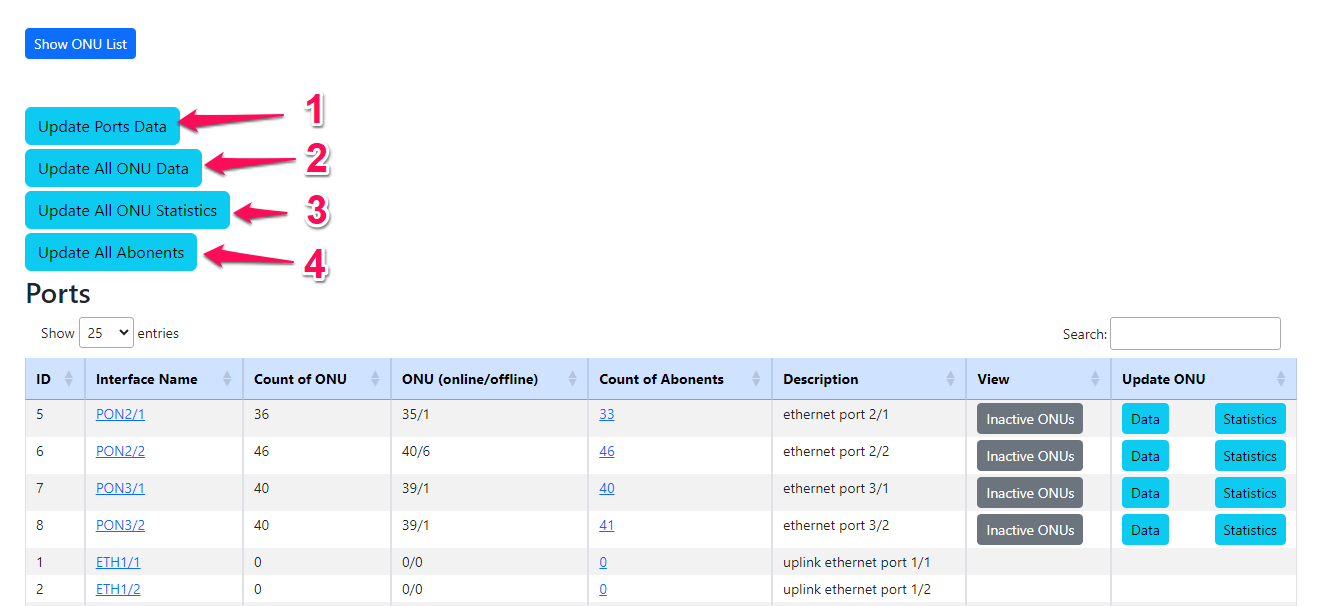 Show ONU List
Update Ports Data 1
Update All ONU Data 2
Update All ONU Statistics 3
Update All Abonents 4
Ports
Show 25 entries Search:
ID Interface Name Count of ONU ONU (online/offline) Count of Abonents Description View Update ONU
5 PON2/1 36 35/1 33 ethernet port 2/1 Inactive ONUs Data Statistics
6 PON2/2 46 40/6 46 ethernet port 2/2 Inactive ONUs Data Statistics
7 PON3/1 40 39/1 40 ethernet port 3/1 Inactive ONUs Data Statistics
8 PON3/2 40 39/1 41 ethernet port 3/2 Inactive ONUs Data Statistics
1 ETH1/1 0 0/0 0 uplink ethernet port 1/1
2 ETH1/2 0 0/0 0 uplink ethernet port 1/2